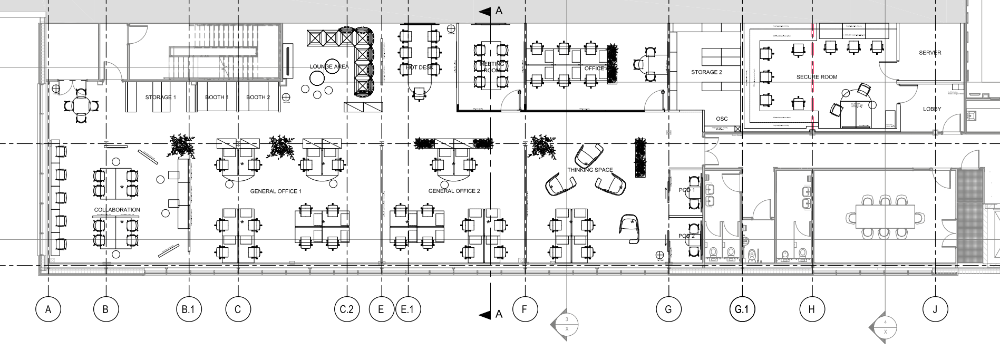 A
LOUNGE AREA
HOT DESK
MEETING
ROOM
OFFICE
STORAGE 2
SERVER
SECURE ROOM
STORAGE 1
BOOTH 1
BOOTH 2
LOBBY
OSC
THINKING SPACE
GENERAL OFFICE 1
GENERAL OFFICE 2
POD 1
COLLABORATION
POD 2
A
B
B.1
C
C.2
E
E.1
A
F
G
G.1
H
J
3
X
4
X